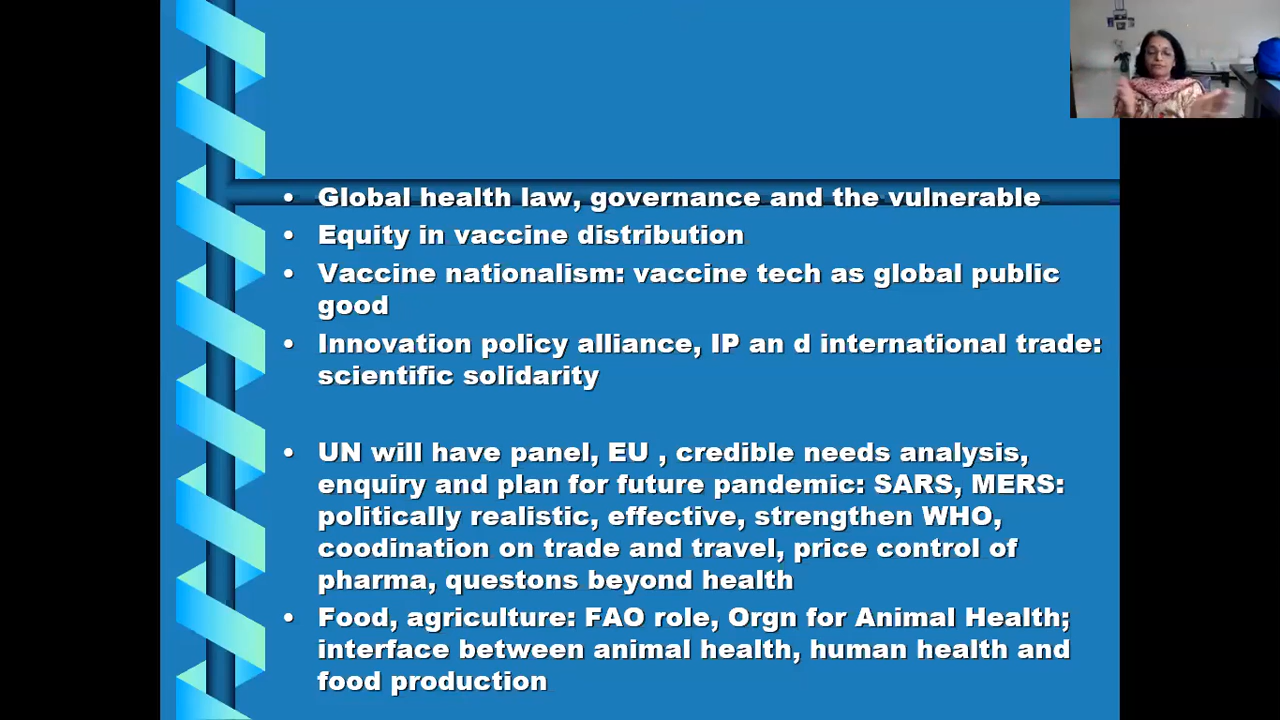 • Global health law, governance and the vulnerable
• Equity in vaccine distribution
• Vaccine nationalism: vaccine tech as global public
good
• Innovation policy alliance, IP an d international trade:
scientific solidarity
• UN will have panel, EU , credible needs analysis,
enquiry and plan for future pandemic: SARS, MERS:
politically realistic, effective, strengthen WHO,
coodination on trade and travel, price control of
pharma, questons beyond health
• Food, agriculture: FAO role, Orgn for Animal Health;
interface between animal health, human health and
food production